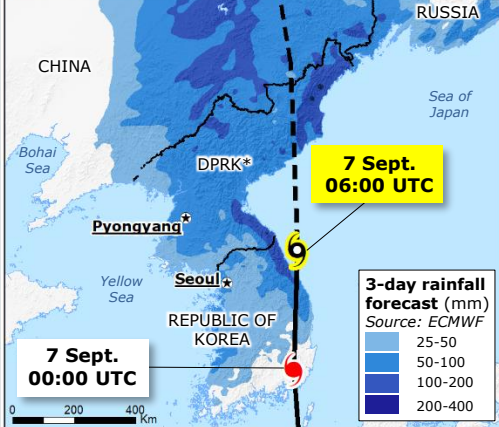 RUSSIA
CHINA
Sea of
Japan
Bohai
Sea
DPRK*
7 Sept.
06:00 UTC
Pyongyang
Seoul
Yellow
Sea
REPUBLIC OF
KOREA
7 Sept.
00:00 UTC
3-day rainfall
forecast (mm)
Source: ECMWF
25-50
50-100
100-200
200-400
0 200 400
Km